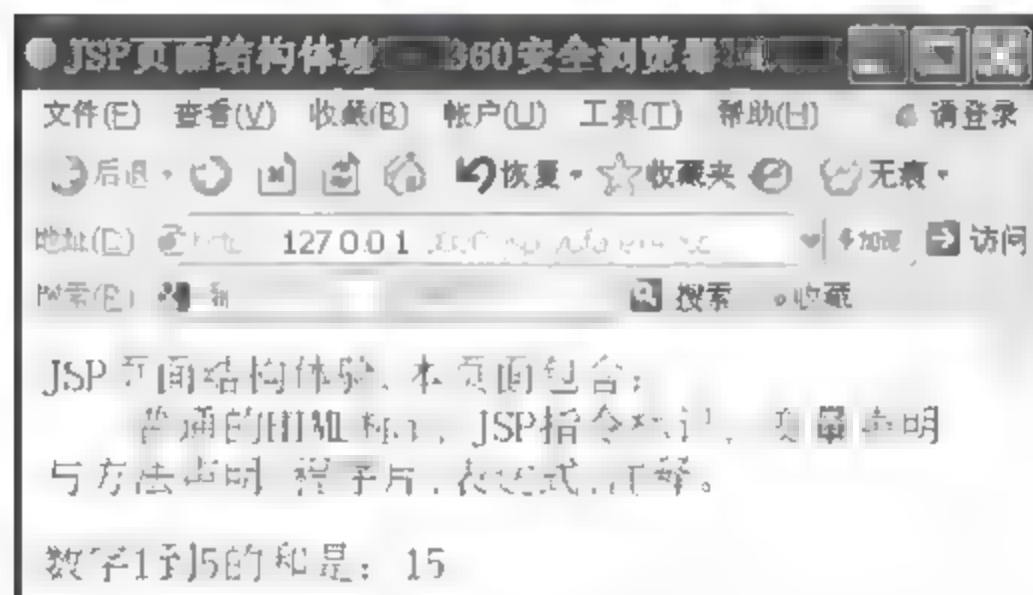 JSP页面结构体验 360安全浏览器
文件(F) 查看(V) 收藏(B) 帐户(U) 工具(T) 帮助(H) 请登录
后退 恢复 收藏夹 无痕
地址(D) 127.0.0.1 加速 访问
搜索 收藏
JSP页面结构体验、本页面包含:
普通的HTML标记, JSP指令标记, 变量声明
与方法声明, 程序片, 表达式, 注释。
数字1到5的和是: 15